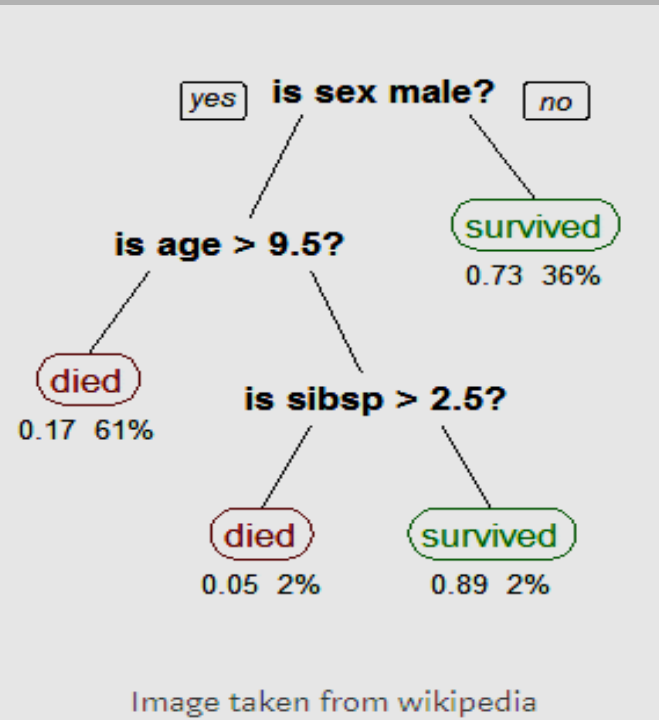 yes is sex male? no
is age > 9.5?
survived
0.73 36%
died
0.17 61%
is sibsp > 2.5?
died survived
0.05 2% 0.89 2%
Image taken from wikipedia